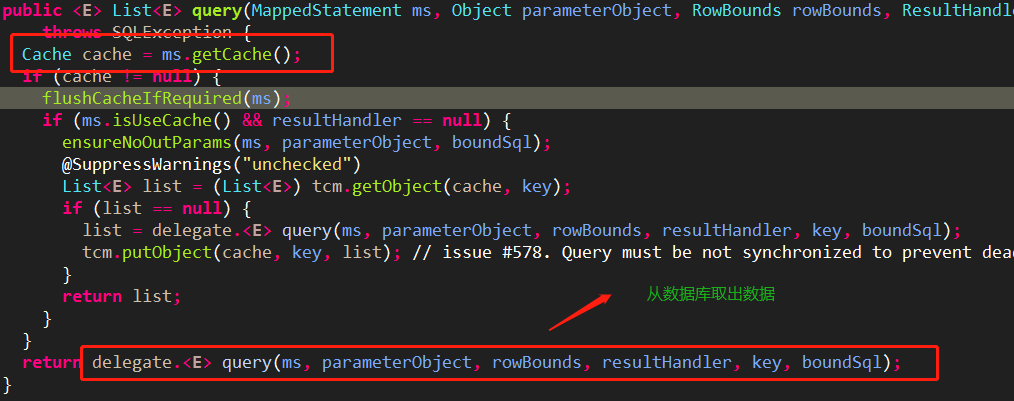 public <E> List<E> query(MappedStatement ms, Object parameterObject, RowBounds rowBounds, ResultHandler
throws SQLException {
Cache cache = ms.getCache();
if (cache != null) {
flushCacheIfRequired(ms);
if (ms.isUseCache() && resultHandler == null) {
ensureNoOutParams(ms, parameterObject, boundSql);
@SuppressWarnings("unchecked")
List<E> list = (List<E>) tcm.getObject(cache, key);
if (list == null) {
list = delegate.<E> query(ms, parameterObject, rowBounds, resultHandler, key, boundSql);
tcm.putObject(cache, key, list); // issue #578. Query must be not synchronized to prevent dead
}
return list;
从数据库取出数据
}
}
return delegate.<E> query(ms, parameterObject, rowBounds, resultHandler, key, boundSql);
}